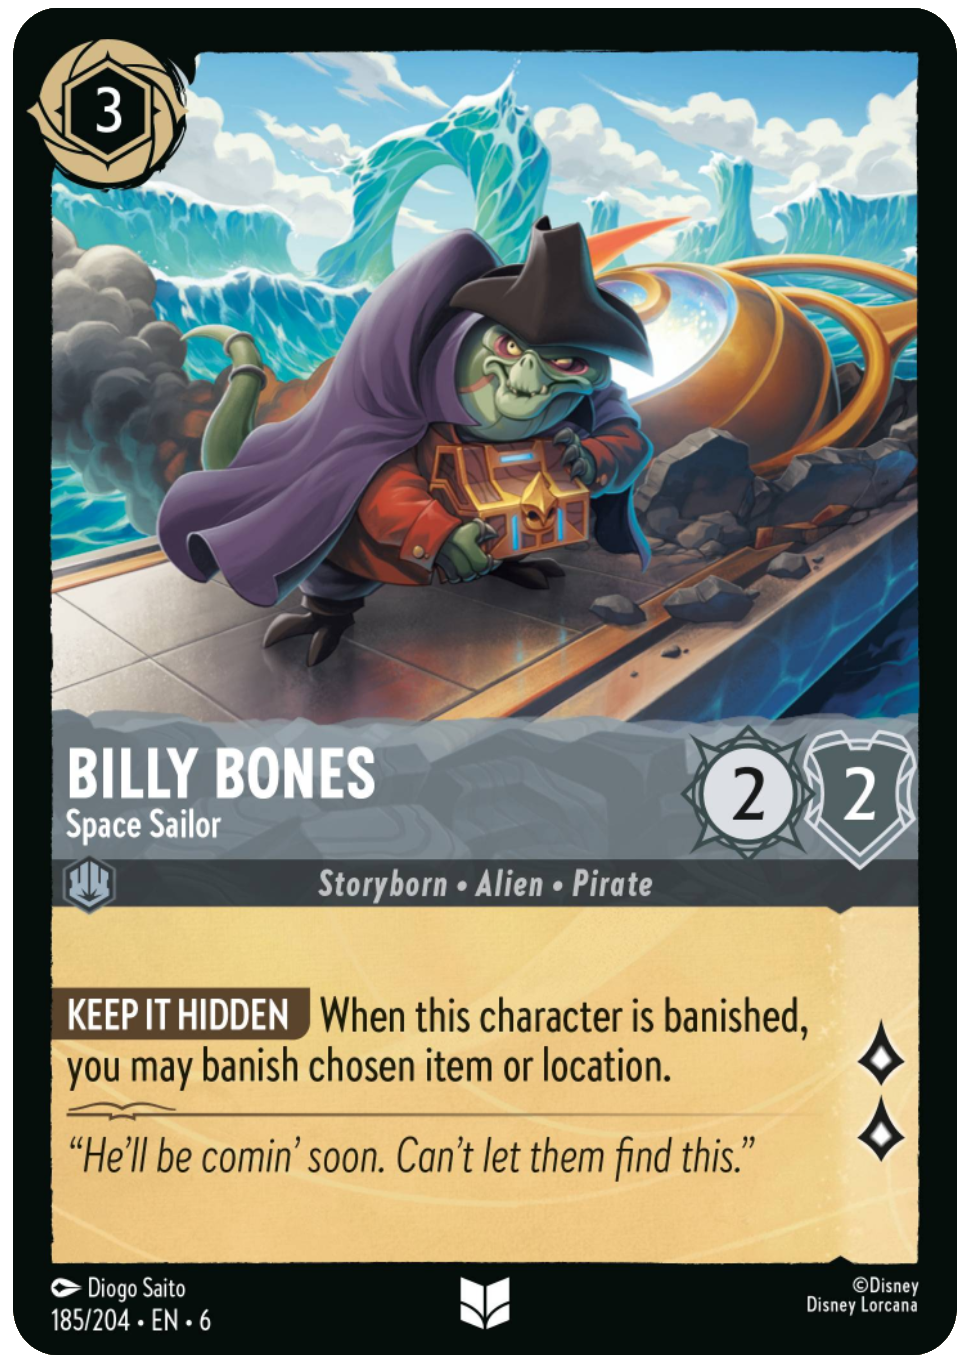 3
BILLY BONES
Space Sailor
2
2
Storyborn • Alien • Pirate
KEEP IT HIDDEN When this character is banished,
you may banish chosen item or location.
“He’ll be comin’ soon. Can’t let them find this.”
Diogo Saito
185/204 • EN • 6
©Disney
Disney Lorcana